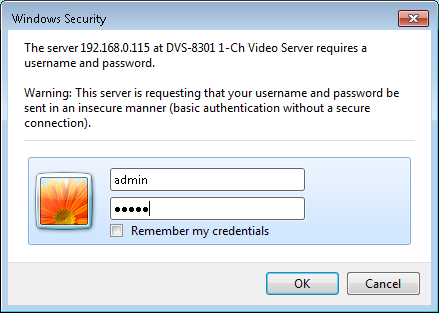 Windows Security
The server 192.168.0.115 at DVS-8301 1-Ch Video Server requires a
username and password.
Warning: This server is requesting that your username and password be
sent in an insecure manner (basic authentication without a secure
connection).
admin
●●●●●
Remember my credentials
OK
Cancel